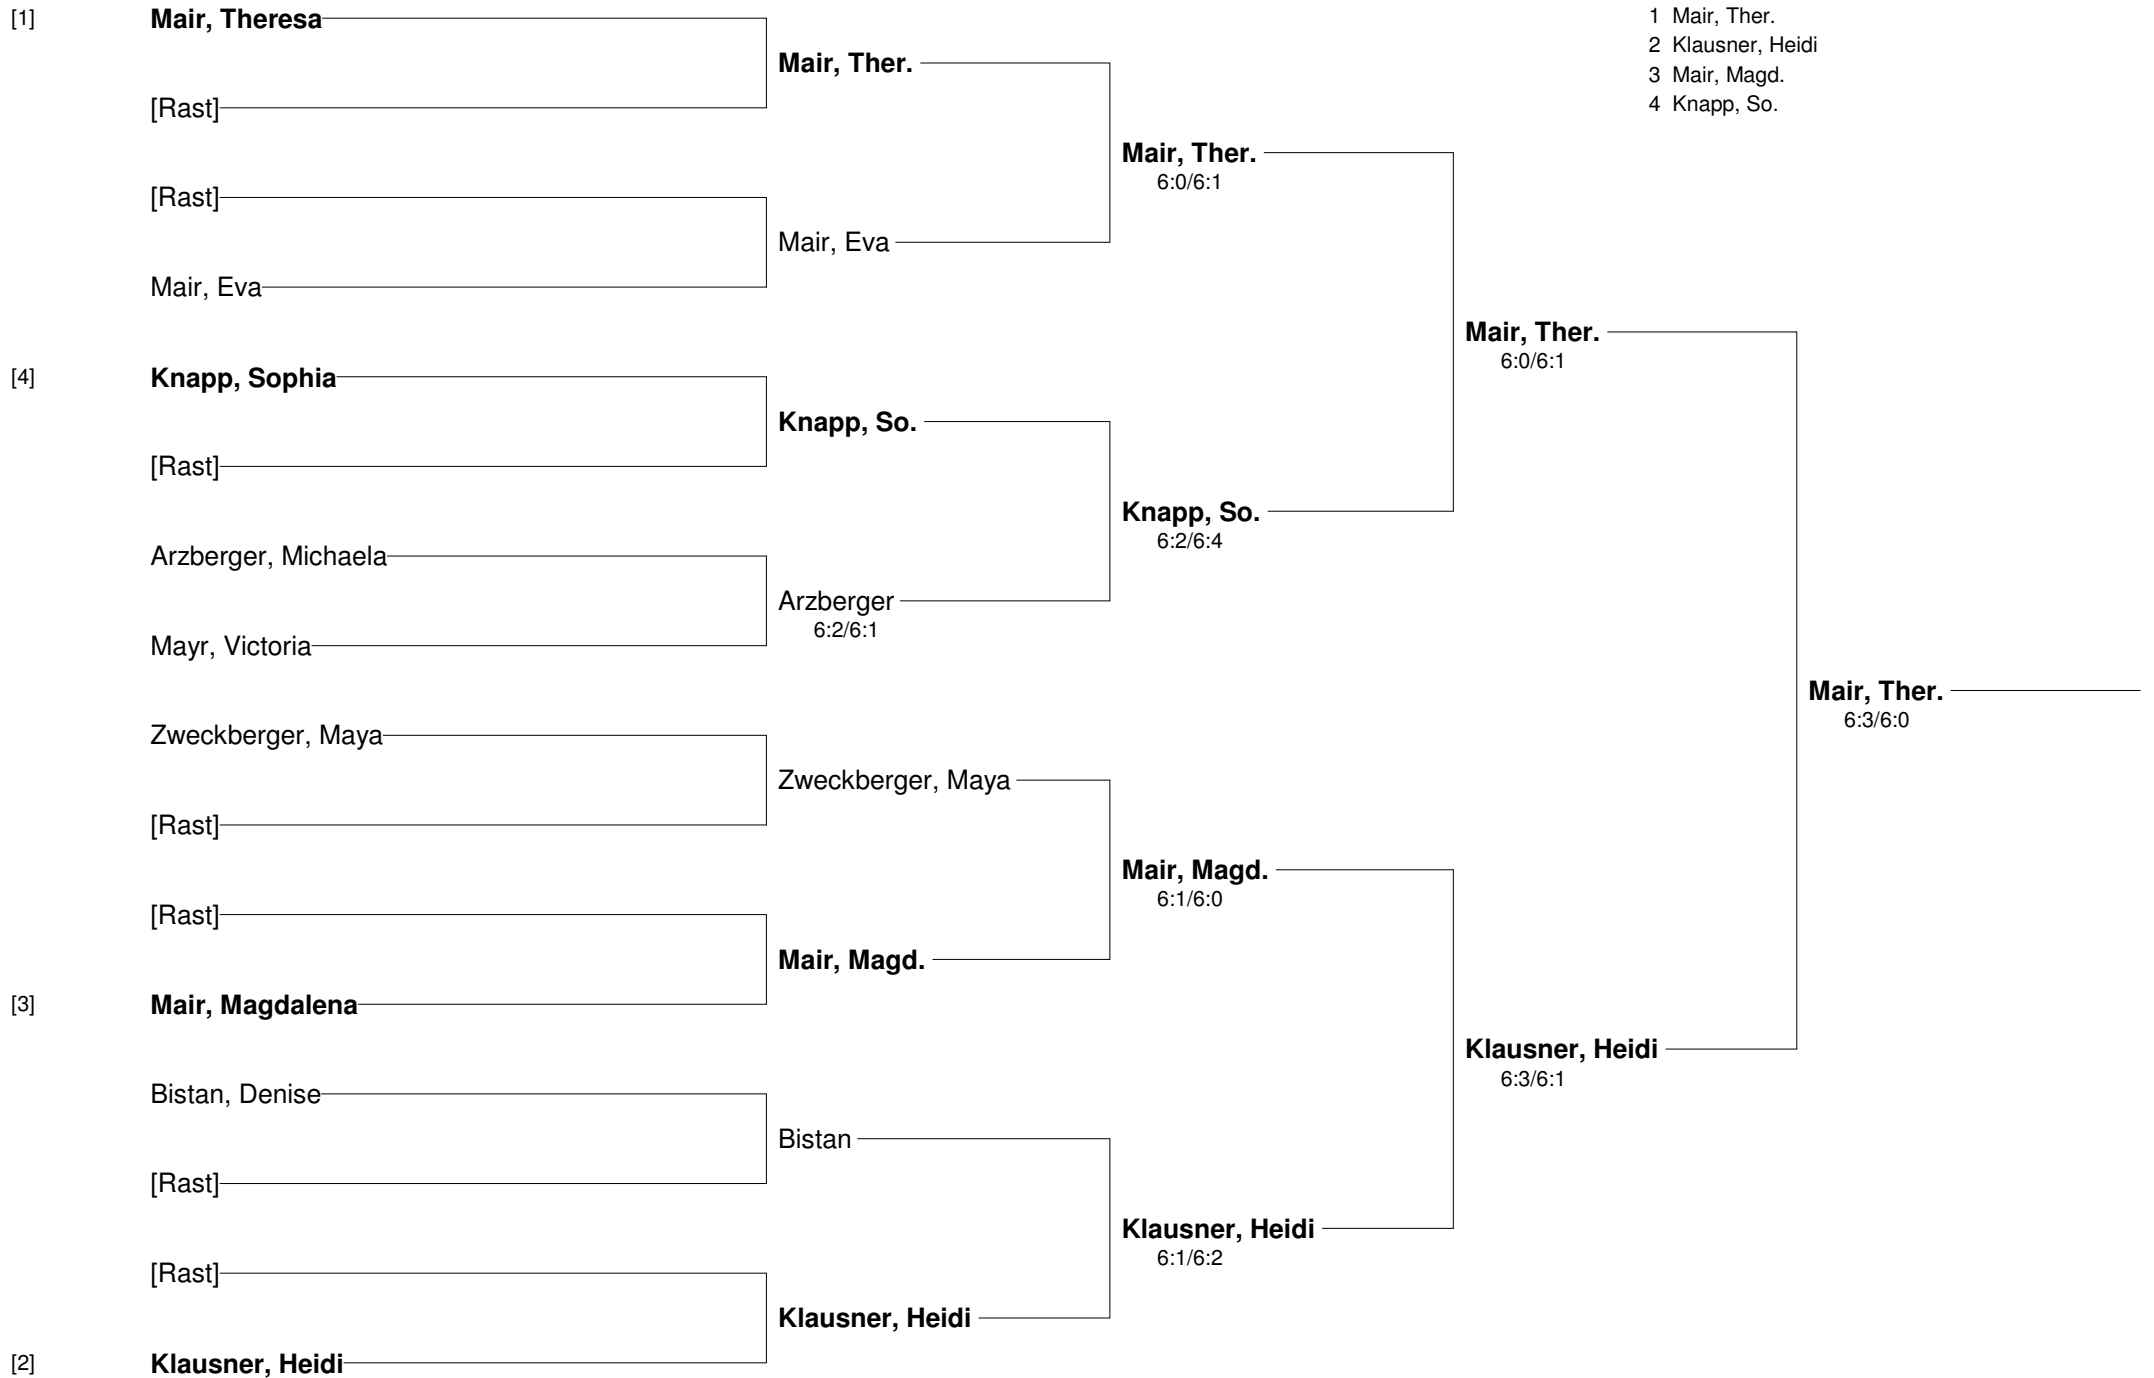 [1] Mair, Theresa
[Rast]
[Rast]
Mair, Eva
[4] Knapp, Sophia
[Rast]
Arzberger, Michaela
Mayr, Victoria
Zweckberger, Maya
[Rast]
[Rast]
[3] Mair, Magdalena
Bistan, Denise
[Rast]
[Rast]
[2] Klausner, Heidi
Mair, Ther.
Mair, Eva
Knapp, So.
Arzberger
6:2/6:1
Zweckberger, Maya
Mair, Magd.
Bistan
Klausner, Heidi
Mair, Ther.
6:0/6:1
Knapp, So.
6:2/6:4
Mair, Magd.
6:1/6:0
Klausner, Heidi
6:1/6:2
Mair, Ther.
6:0/6:1
Klausner, Heidi
6:3/6:1
Mair, Ther.
6:3/6:0
1 Mair, Ther.
2 Klausner, Heidi
3 Mair, Magd.
4 Knapp, So.